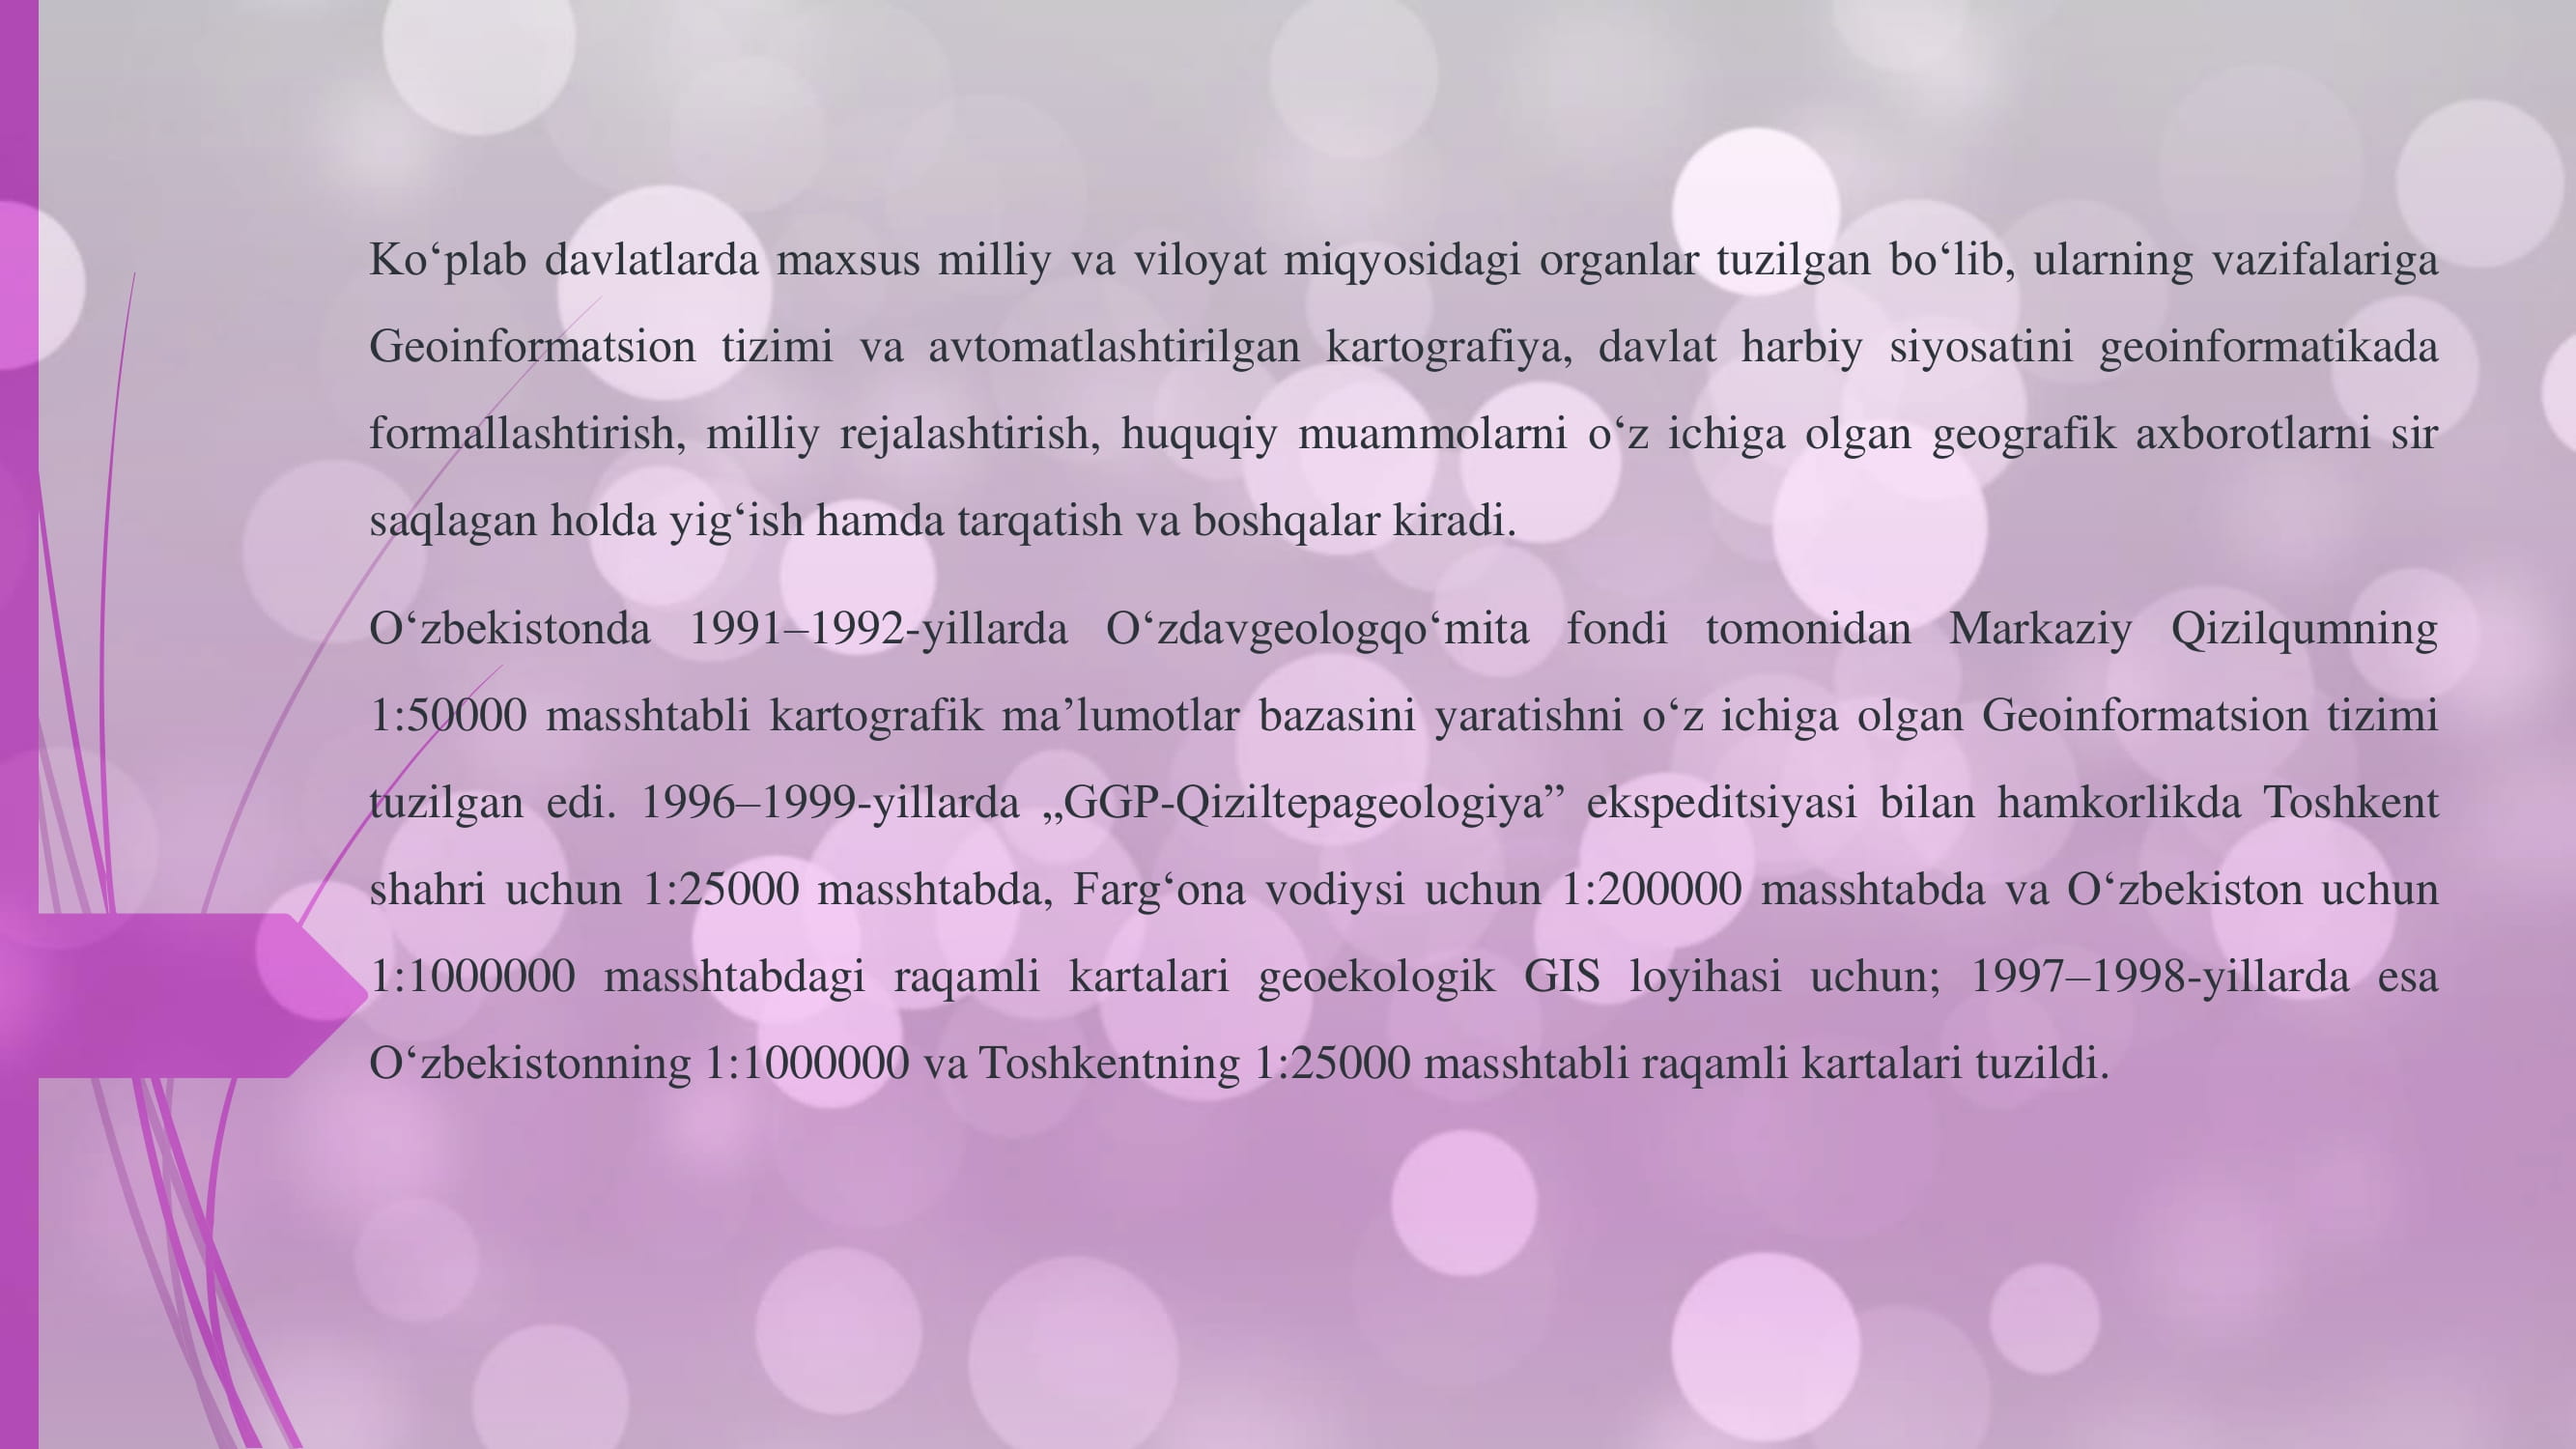 Ko‘plab davlatlarda maxsus milliy va viloyat miqyosidagi organlar tuzilgan bo‘lib, ularning vazifalariga
Geoinformatsion tizimi va avtomatlashtirilgan kartografiya, davlat harbiy siyosatini geoinformatikada
formallashtirish, milliy rejalashtirish, huquqiy muammolarni o‘z ichiga olgan geografik axborotlarni sir
saqlagan holda yig‘ish hamda tarqatish va boshqalar kiradi.
O‘zbekistonda 1991–1992-yillarda O‘zdavgeologqo‘mita fondi tomonidan Markaziy Qizilqumning
1:50000 masshtabli kartografik ma’lumotlar bazasini yaratishni o‘z ichiga olgan Geoinformatsion tizimi
tuzilgan edi. 1996–1999-yillarda „GGP-Qiziltepageologiya” ekspeditsiyasi bilan hamkorlikda Toshkent
shahri uchun 1:25000 masshtabda, Farg‘ona vodiysi uchun 1:200000 masshtabda va O‘zbekiston uchun
1:1000000 masshtabdagi raqamli kartalari geoekologik GIS loyihasi uchun; 1997–1998-yillarda esa
O‘zbekistonning 1:1000000 va Toshkentning 1:25000 masshtabli raqamli kartalari tuzildi.